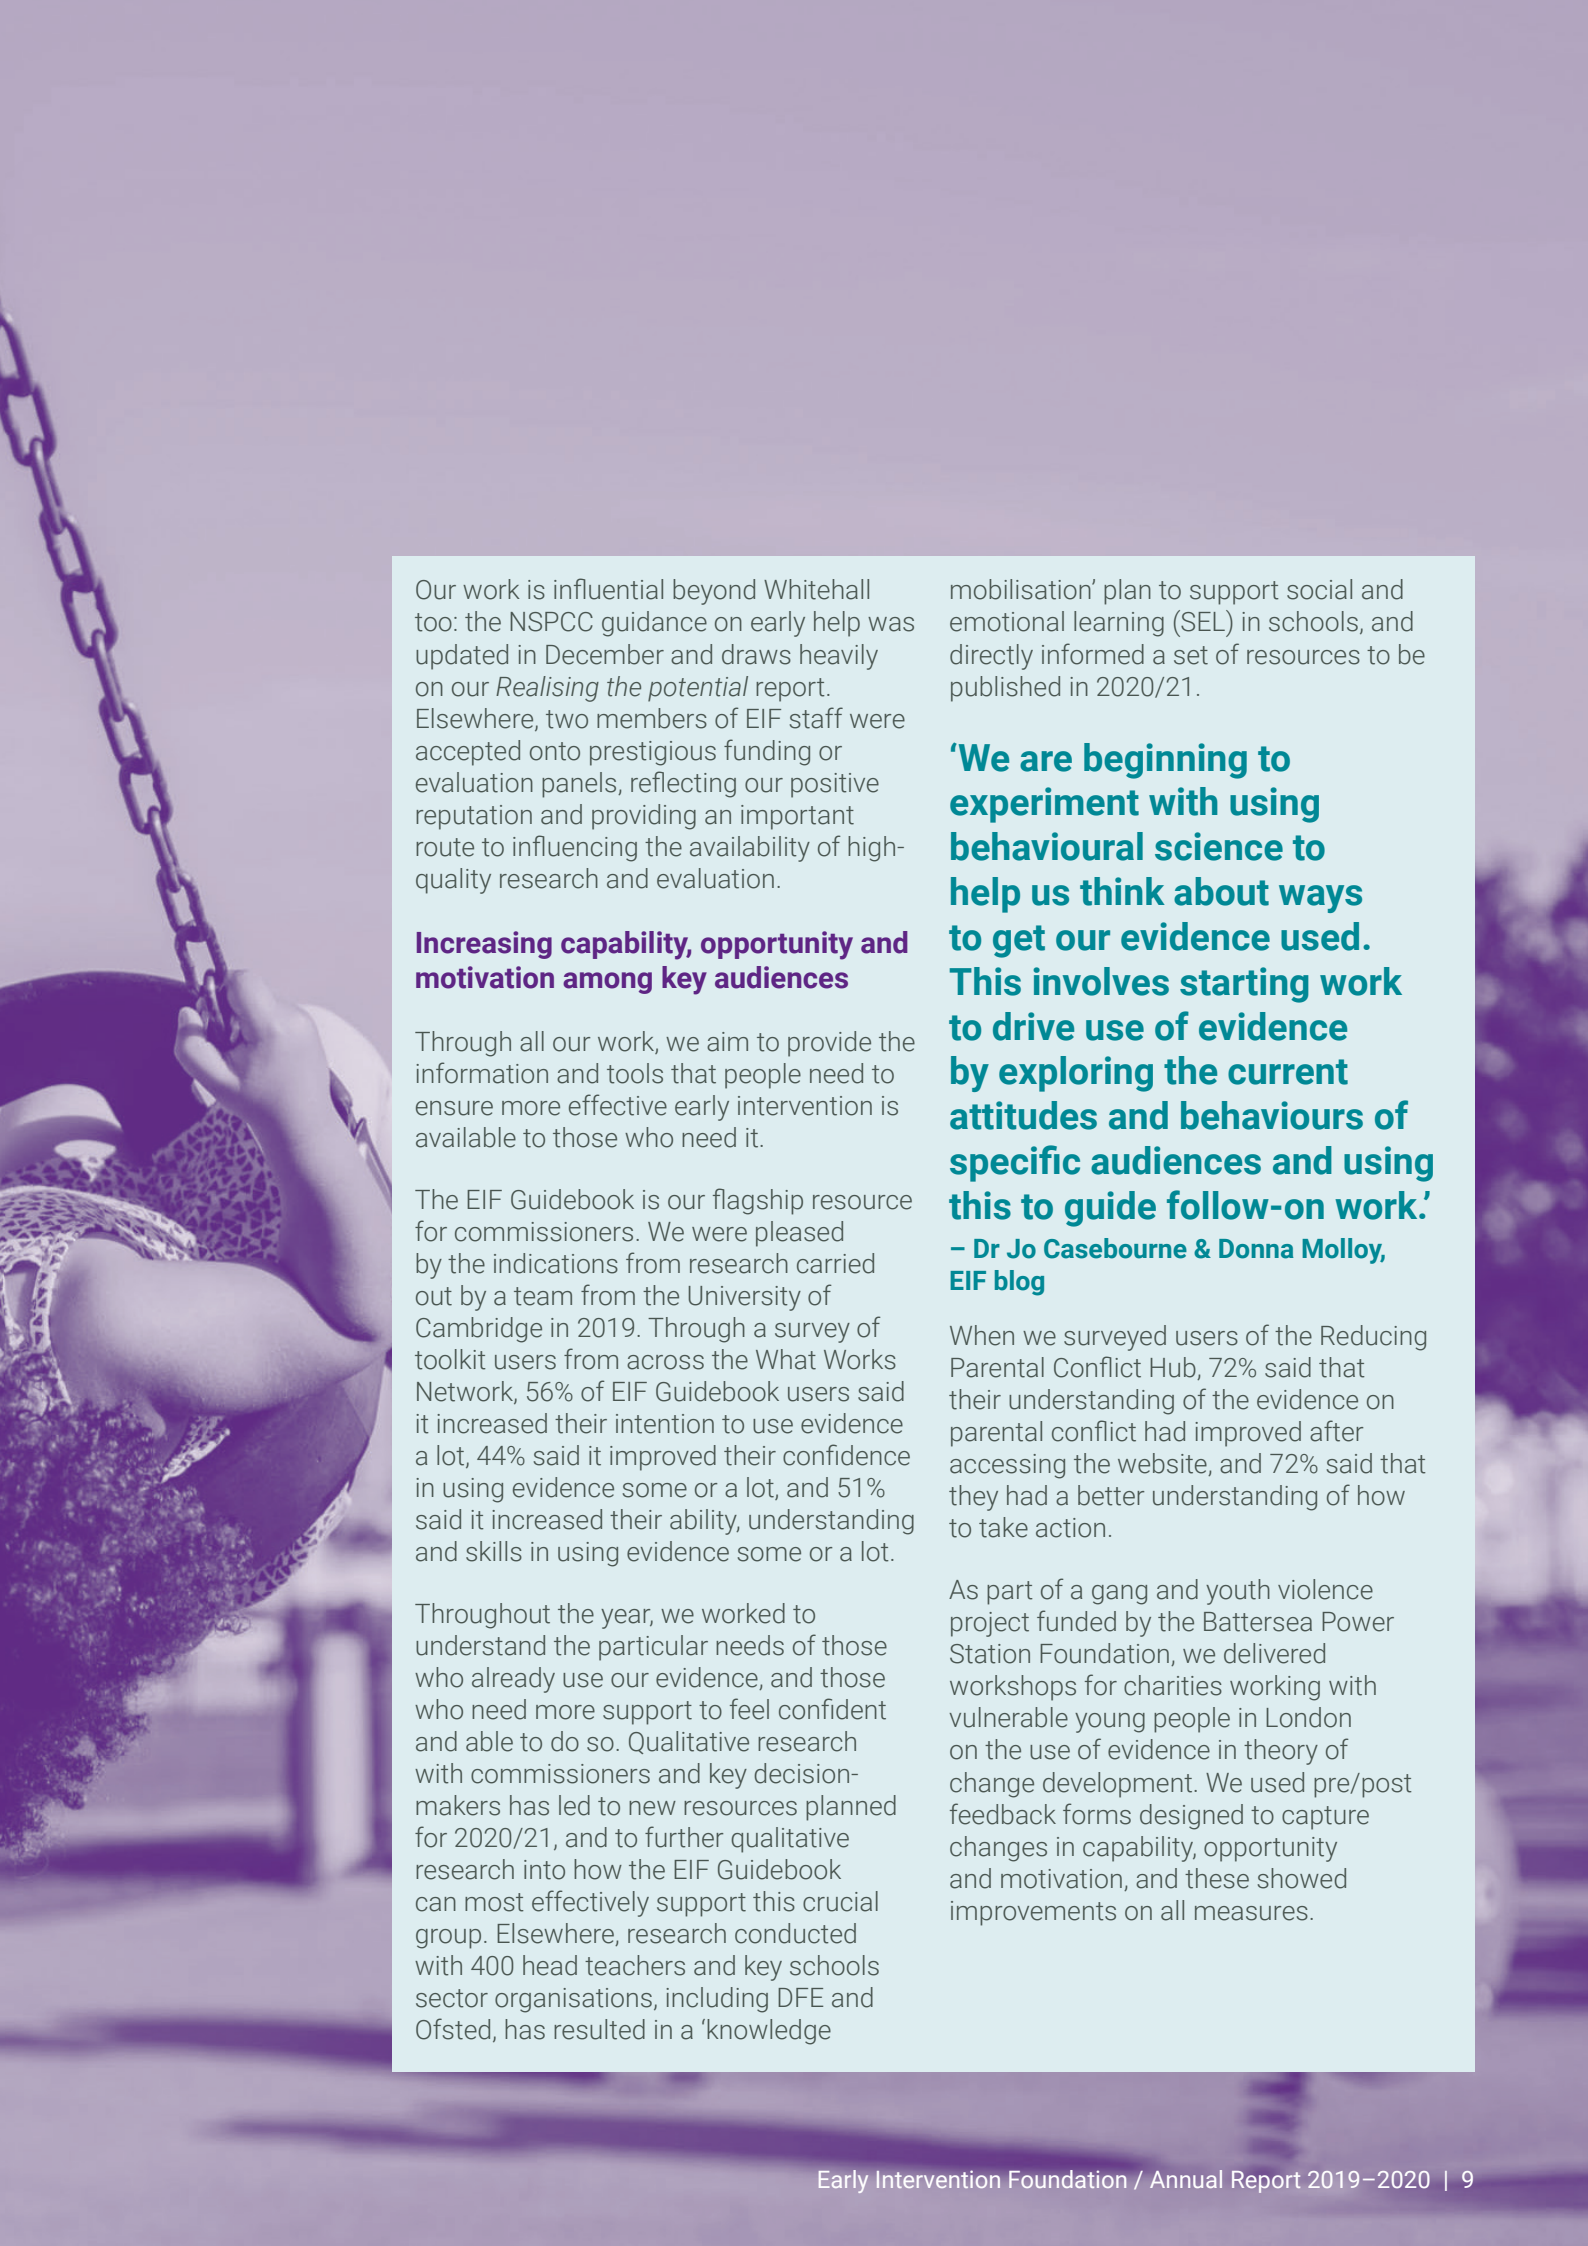 Our work is influential beyond Whitehall
too: the NSPCC guidance on early help was
updated in December and draws heavily
on our Realising the potential report.
Elsewhere, two members of EIF staff were
accepted onto prestigious funding or
evaluation panels, reflecting our positive
reputation and providing an important
route to influencing the availability of high-
quality research and evaluation.
Increasing capability, opportunity and
motivation among key audiences
Through all our work, we aim to provide the
information and tools that people need to
ensure more effective early intervention is
available to those who need it.
The EIF Guidebook is our flagship resource
for commissioners. We were pleased
by the indications from research carried
out by a team from the University of
Cambridge in 2019. Through a survey of
toolkit users from across the What Works
Network, 56% of EIF Guidebook users said
it increased their intention to use evidence
a lot, 44% said it improved their confidence
in using evidence some or a lot, and 51%
said it increased their ability, understanding
and skills in using evidence some or a lot.
Throughout the year, we worked to
understand the particular needs of those
who already use our evidence, and those
who need more support to feel confident
and able to do so. Qualitative research
with commissioners and key decision-
makers has led to new resources planned
for 2020/21, and to further qualitative
research into how the EIF Guidebook
can most effectively support this crucial
group. Elsewhere, research conducted
with 400 head teachers and key schools
sector organisations, including DFE and
Ofsted, has resulted in a ‘knowledge
mobilisation’ plan to support social and
emotional learning (SEL) in schools, and
directly informed a set of resources to be
published in 2020/21.
‘We are beginning to
experiment with using
behavioural science to
help us think about ways
to get our evidence used.
This involves starting work
to drive use of evidence
by exploring the current
attitudes and behaviours of
specific audiences and using
this to guide follow-on work.’
– Dr Jo Casebourne & Donna Molloy,
EIF blog
When we surveyed users of the Reducing
Parental Conflict Hub, 72% said that
their understanding of the evidence on
parental conflict had improved after
accessing the website, and 72% said that
they had a better understanding of how
to take action.
As part of a gang and youth violence
project funded by the Battersea Power
Station Foundation, we delivered
workshops for charities working with
vulnerable young people in London
on the use of evidence in theory of
change development. We used pre/post
feedback forms designed to capture
changes in capability, opportunity
and motivation, and these showed
improvements on all measures.
Early Intervention Foundation / Annual Report 2019–2020 | 9